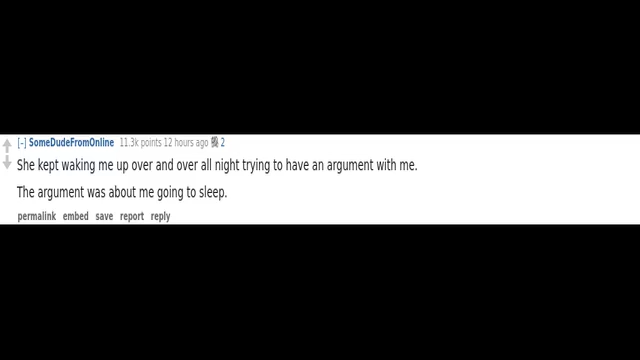 [-] SomeDudeFromOnline 11.3k points 12 hours ago 2
She kept waking me up over and over all night trying to have an argument with me.
The argument was about me going to sleep.
permalink embed save report reply